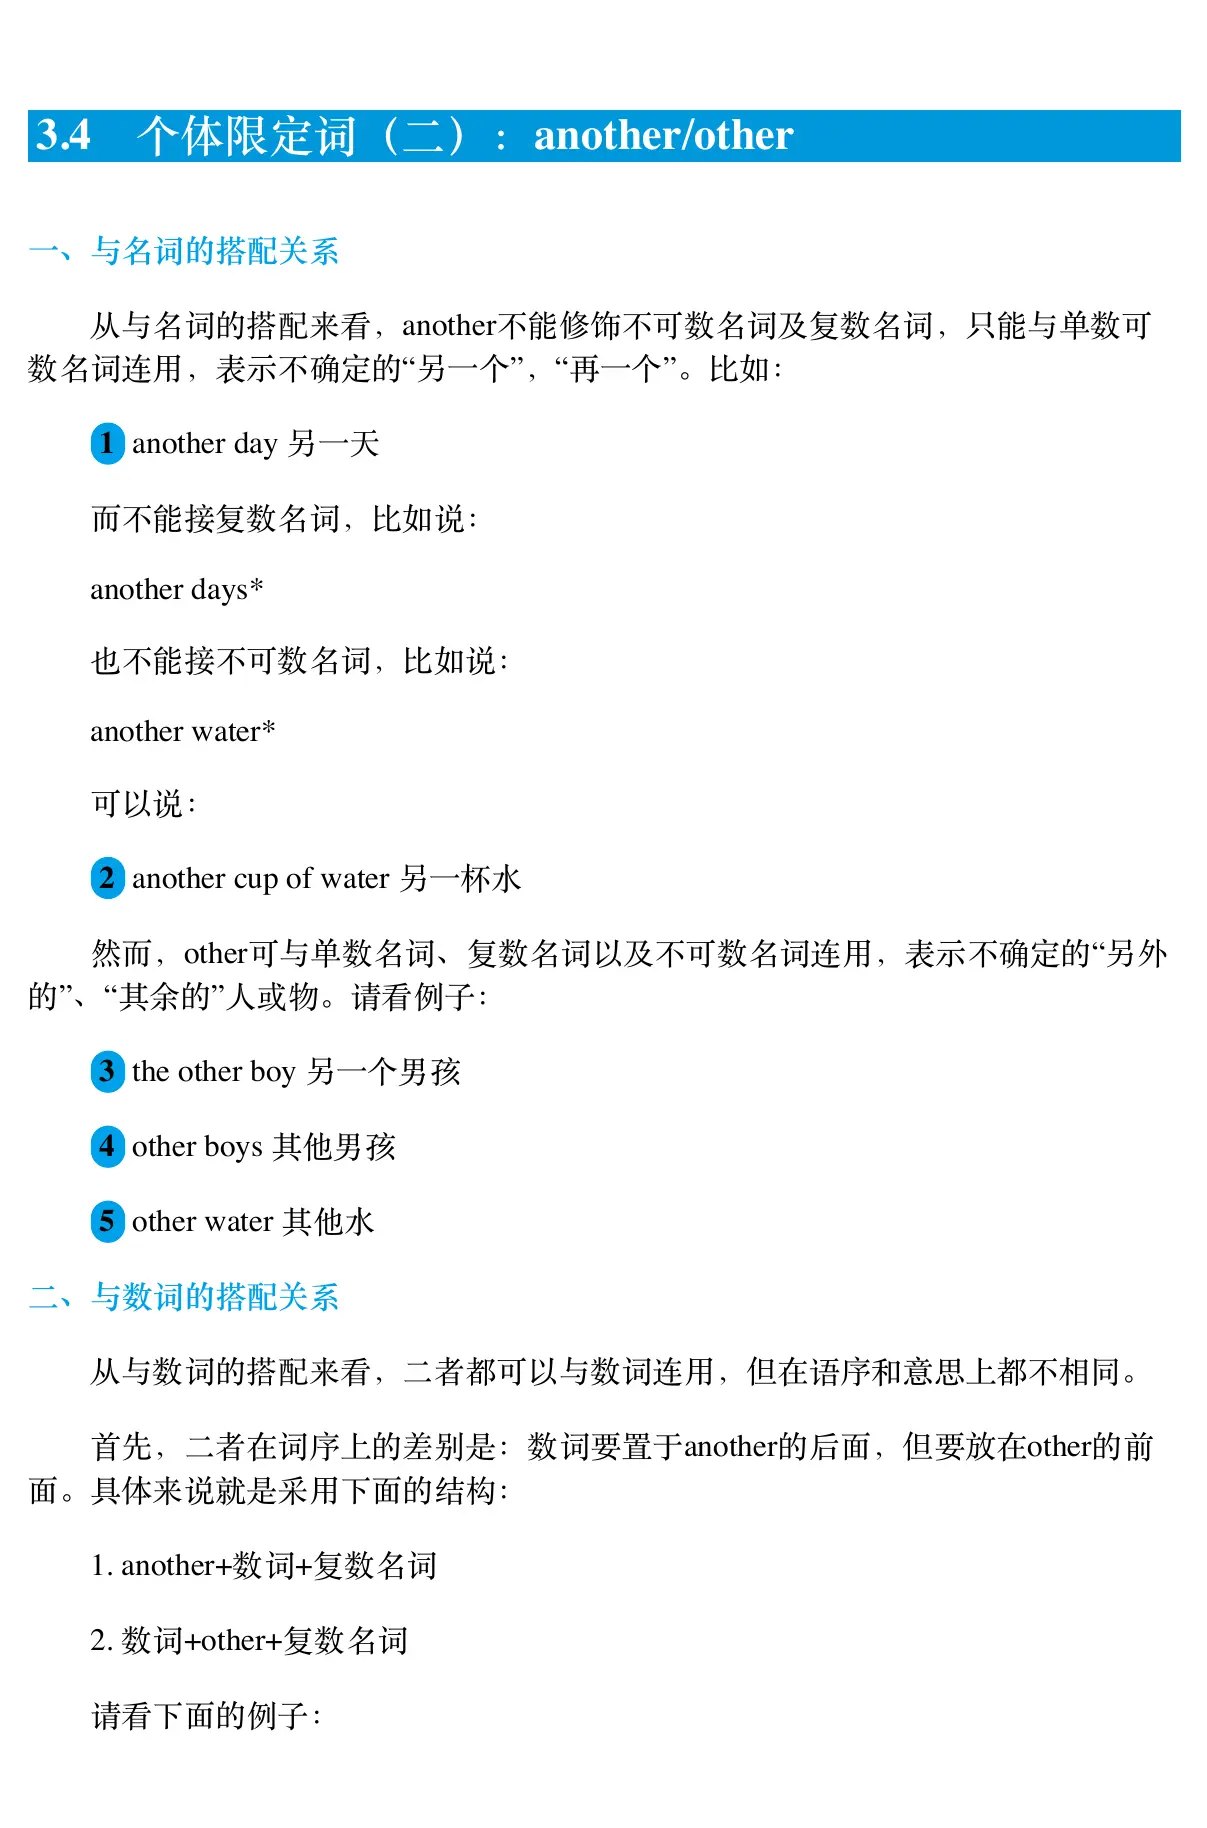 3.4 个体限定词（二）：another/other
一、与名词的搭配关系
从与名词的搭配来看，another不能修饰不可数名词及复数名词，只能与单数可
数名词连用，表示不确定的“另一个”，“再一个”。比如：
1 another day 另一天
而不能接复数名词，比如说：
another days*
也不能接不可数名词，比如说：
another water*
可以说：
2 another cup of water 另一杯水
然而，other可与单数名词、复数名词以及不可数名词连用，表示不确定的“另外
的”、“其余的”人或物。请看例子：
3 the other boy 另一个男孩
4 other boys 其他男孩
5 other water 其他水
二、与数词的搭配关系
从与数词的搭配来看，二者都可以与数词连用，但在语序和意思上都不相同。
首先，二者在词序上的差别是：数词要置于another的后面，但要放在other的前
面。具体来说就是采用下面的结构：
1. another+数词+复数名词
2. 数词+other+复数名词
请看下面的例子：